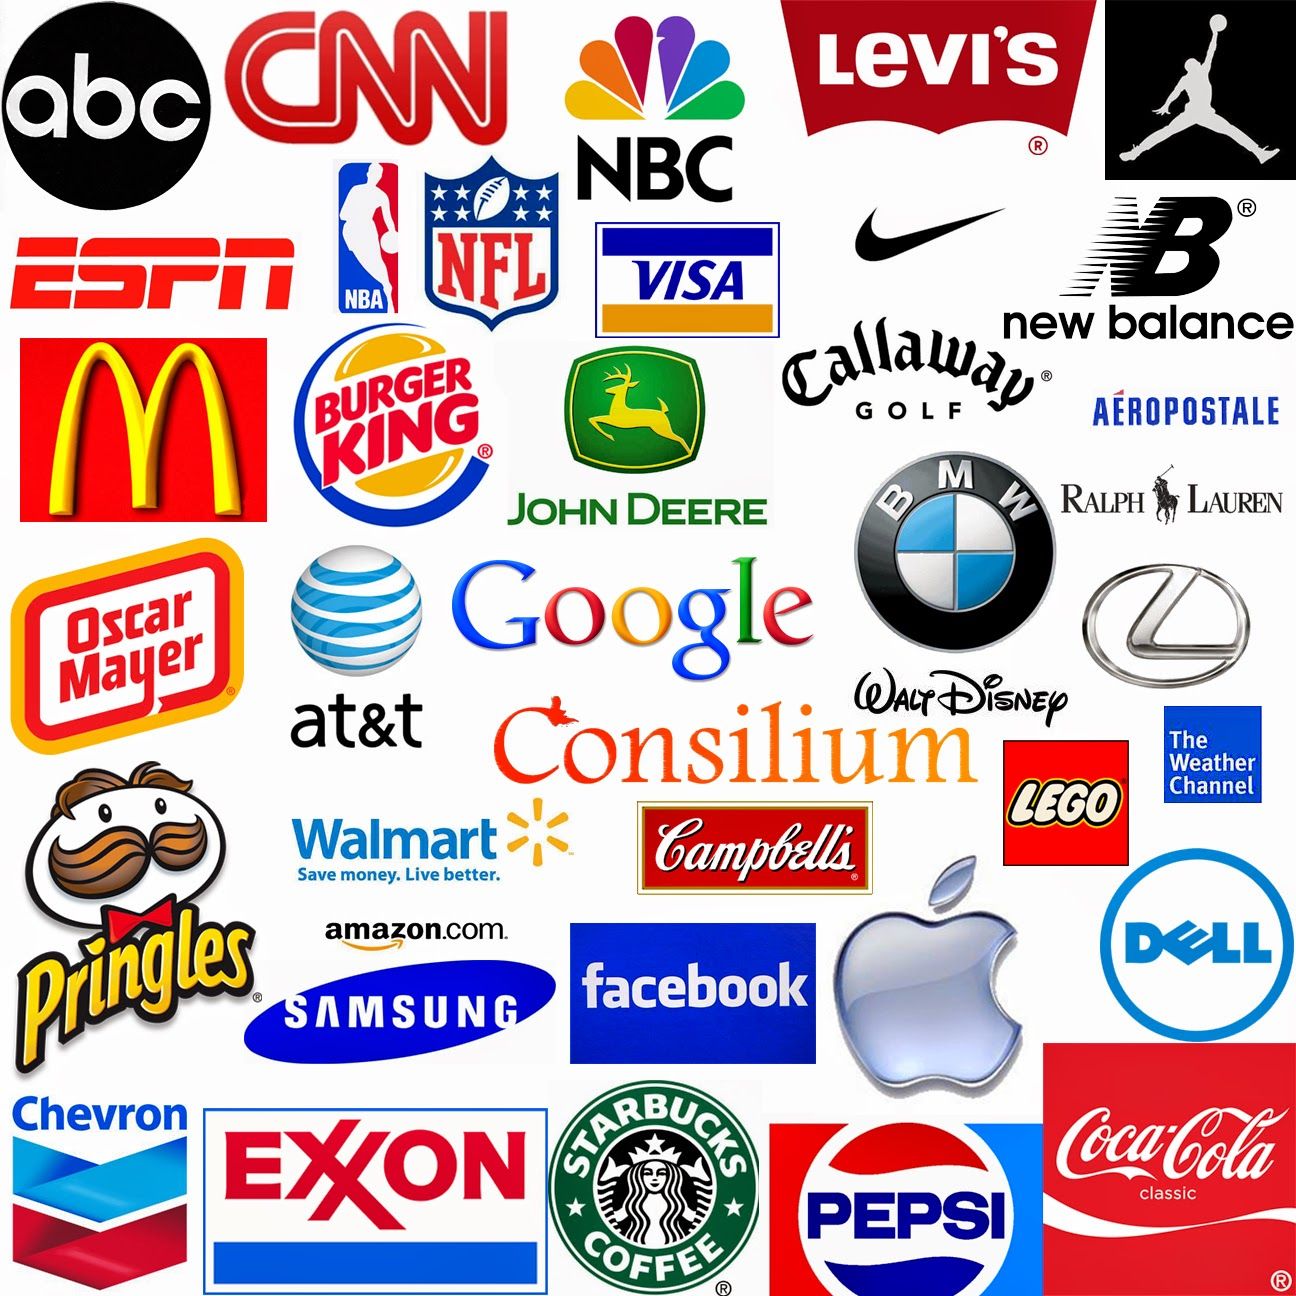 abc
CNN
NBC
LEVI'S
®
ESPN
NBA
NFL
VISA
NB®
new balance
BURGER
KING
®
JOHN DEERE
Callaway®
GOLF
AÉROPOSTALE
BMW
RALPH LAUREN
Oscar
Mayer
®
at&t
Google
WALT DISNEY
Consilium
The
Weather
Channel
LEGO
Pringles
®
Walmart
Save money. Live better.
Campbell's
®
DELL
amazon.com
SAMSUNG
facebook
Chevron
EXXON
STARBUCKS
COFFEE
®
PEPSI
Coca-Cola
classic
®